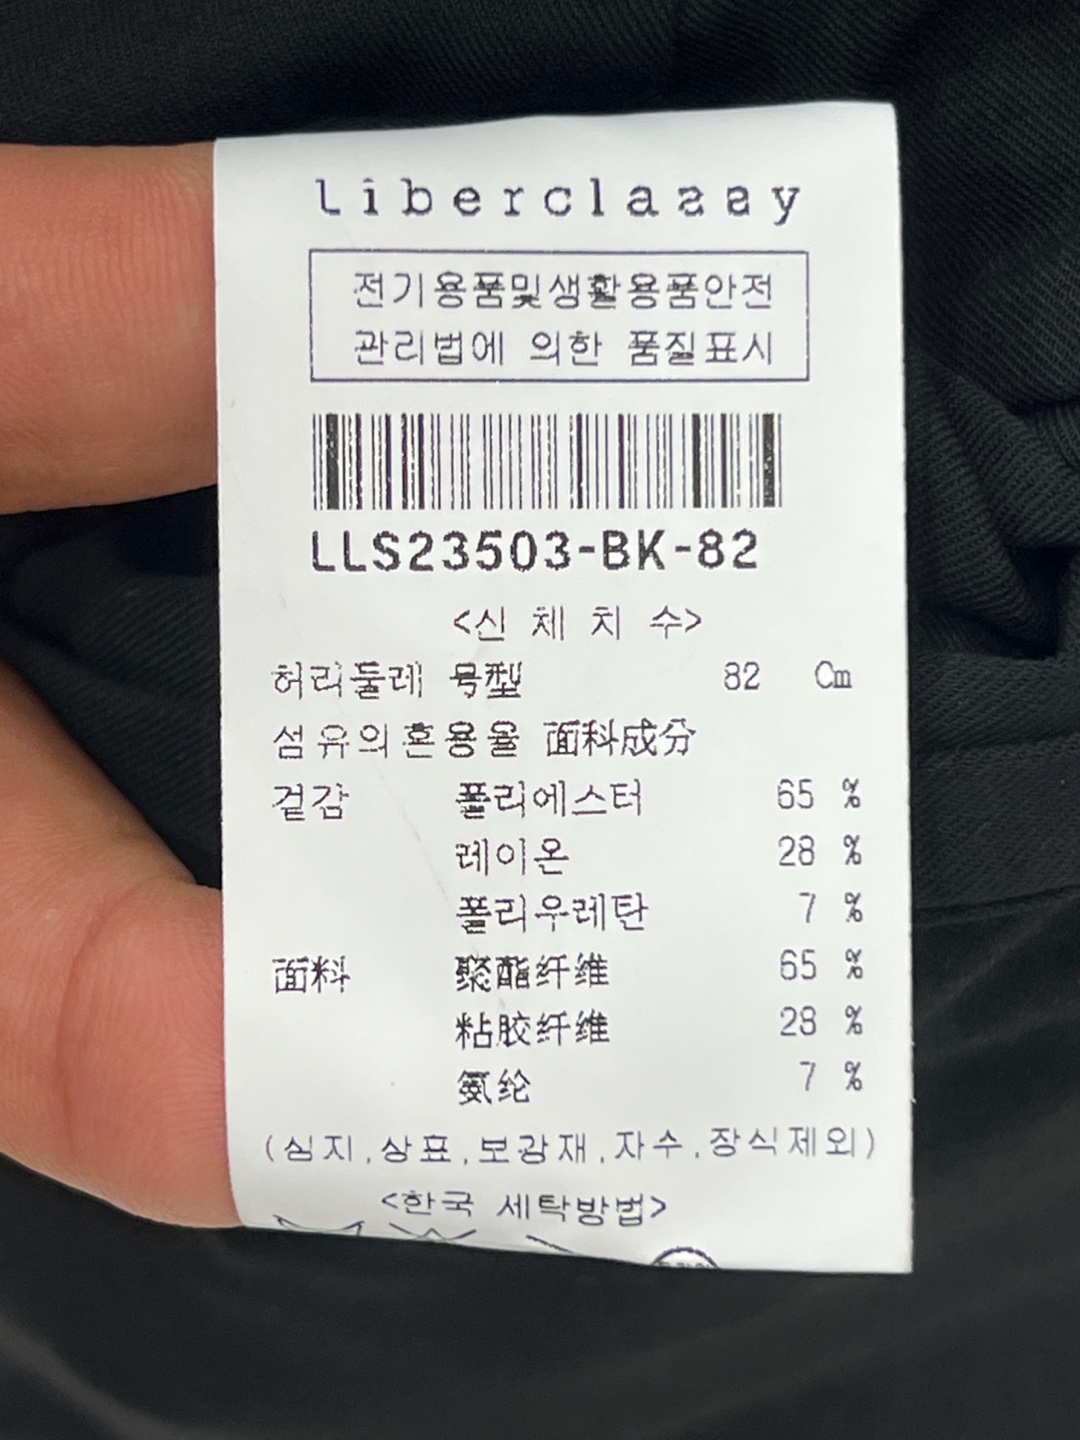 Liberclassy
전기용품및생활용품안전
관리법에 의한 품질표시
LLS23503-BK-82
<신 체 치 수>
허리둘레 号型 82 Cm
섬유의혼용율 面料成分
겉감 폴리에스터 65 %
레이온 28 %
폴리우레탄 7 %
面料 聚酯纤维 65 %
粘胶纤维 28 %
氨纶 7 %
(심지,상표,보강재,자수,장식제외)
<한국 세탁방법>